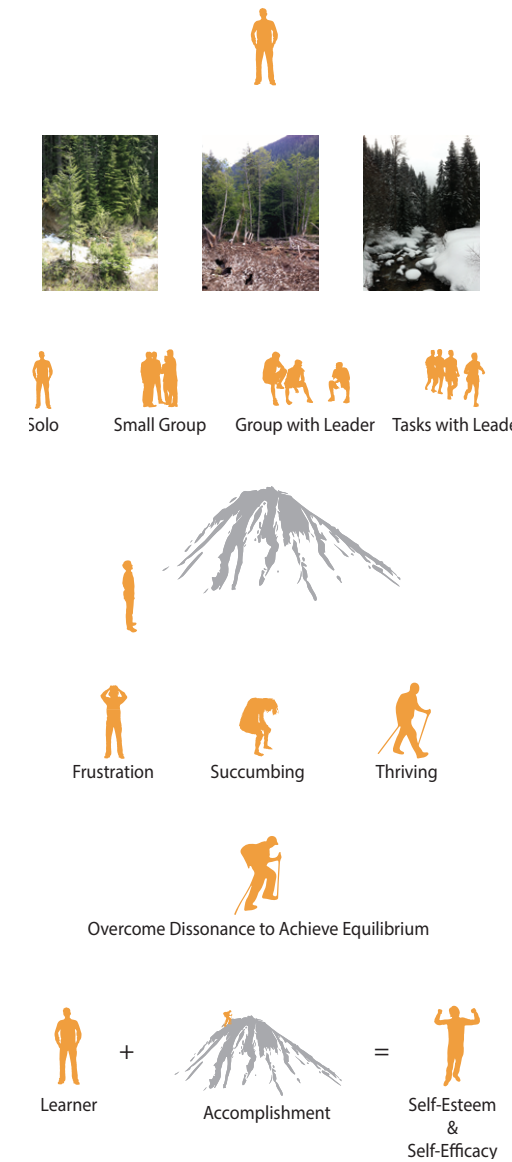 Solo
Small Group
Group with Leader
Tasks with Leade
Frustration
Succumbing
Thriving
Overcome Dissonance to Achieve Equilibrium
+
=
Learner
Accomplishment
Self-Esteem
&
Self-Efficacy